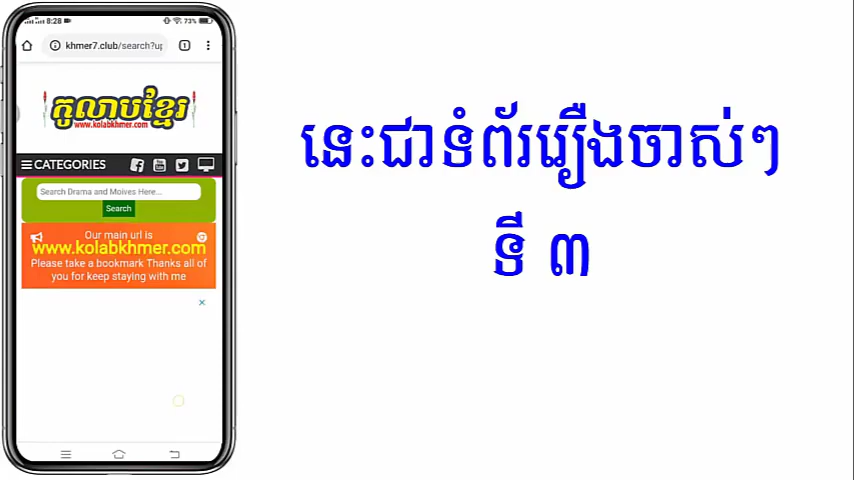 8:28
73%
khmer7.club/search?up
1
កូលាបខ្មែរ
www.kolabkhmer.com
CATEGORIES
Search Drama and Moives Here...
Search
Our main url is
www.kolabkhmer.com
Please take a bookmark Thanks all of
you for keep staying with me
នេះជាទំព័ររឿងចាស់ៗ
ទី ៣